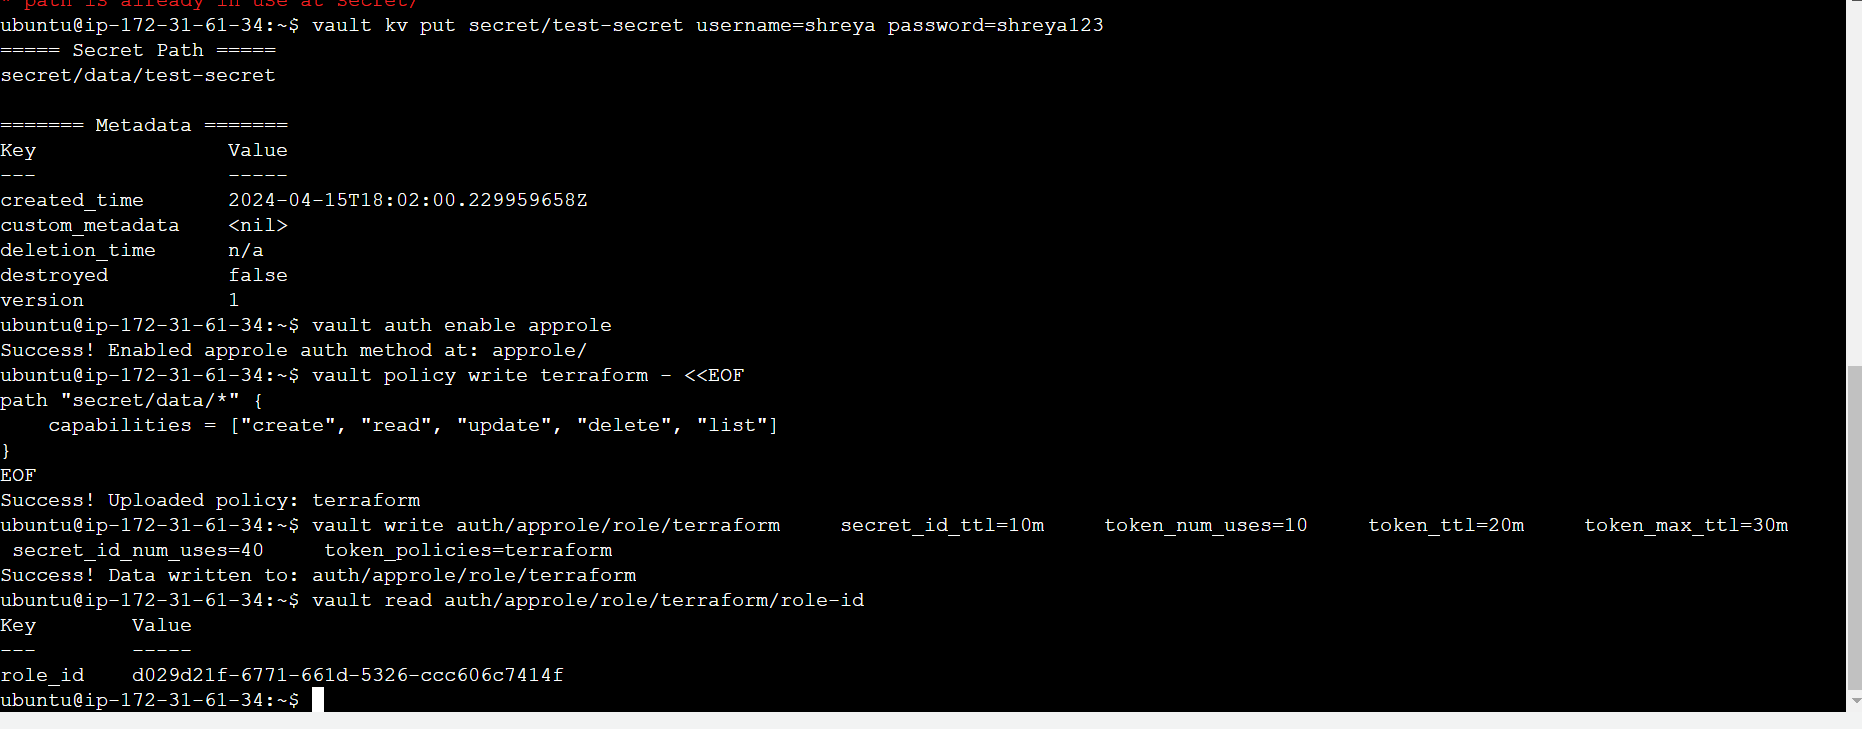 * path is already in use at secret/
ubuntu@ip-172-31-61-34:~$ vault kv put secret/test-secret username=shreya password=shreya123
===== Secret Path =====
secret/data/test-secret

======= Metadata =======
Key                Value
---                -----
created_time       2024-04-15T18:02:00.229959658Z
custom_metadata    <nil>
deletion_time      n/a
destroyed          false
version            1
ubuntu@ip-172-31-61-34:~$ vault auth enable approle
Success! Enabled approle auth method at: approle/
ubuntu@ip-172-31-61-34:~$ vault policy write terraform - <<EOF
path "secret/data/*" {
    capabilities = ["create", "read", "update", "delete", "list"]
}
EOF
Success! Uploaded policy: terraform
ubuntu@ip-172-31-61-34:~$ vault write auth/approle/role/terraform     secret_id_ttl=10m     token_num_uses=10     token_ttl=20m     token_max_ttl=30m
 secret_id_num_uses=40     token_policies=terraform
Success! Data written to: auth/approle/role/terraform
ubuntu@ip-172-31-61-34:~$ vault read auth/approle/role/terraform/role-id
Key        Value
---        -----
role_id    d029d21f-6771-661d-5326-ccc606c7414f
ubuntu@ip-172-31-61-34:~$